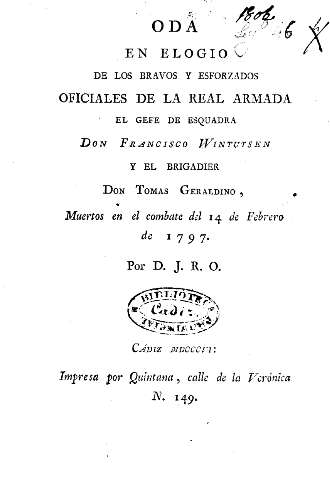 ODA
EN ELOGIO
DE LOS BRAVOS Y ESFORZADOS
OFICIALES DE LA REAL ARMADA
EL GEFE DE ESQUADRA
DON FRANCISCO WINTUYSEN
Y EL BRIGADIER
DON TOMAS GERALDINO,
Muertos en el combate del 14 de Febrero
de 1797.
Por D. J. R. O.
BIBLIOTECA
Cadiz
PROVINCIAL
CÁDIZ
Impresa por Quintana, calle de la Verónica
N. 149.